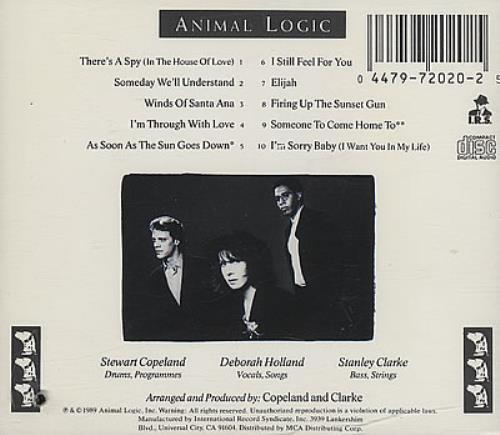 ANIMAL LOGIC
There's A Spy (In The House Of Love) 1
Someday We'll Understand 2
Winds Of Santa Ana 3
I'm Through With Love 4
As Soon As The Sun Goes Down* 5
6 I Still Feel For You
7 Elijah
8 Firing Up The Sunset Gun
9 Someone To Come Home To**
10 I'm Sorry Baby (I Want You In My Life)
0 4479-72020-2 5
I.R.S.
COMPACT
DISC
DIGITAL AUDIO
Stewart Copeland
Drums, Programmes
Deborah Holland
Vocals, Songs
Stanley Clarke
Bass, Strings
Arranged and Produced by: Copeland and Clarke
℗ & © 1989 Animal Logic, Inc. Warning: All rights reserved. Unauthorized reproduction is a violation of applicable laws.
Manufactured by International Record Syndicate, Inc. 3939 Lankershim
Blvd., Universal City, CA 91604. Distributed by MCA Distributing Corp.